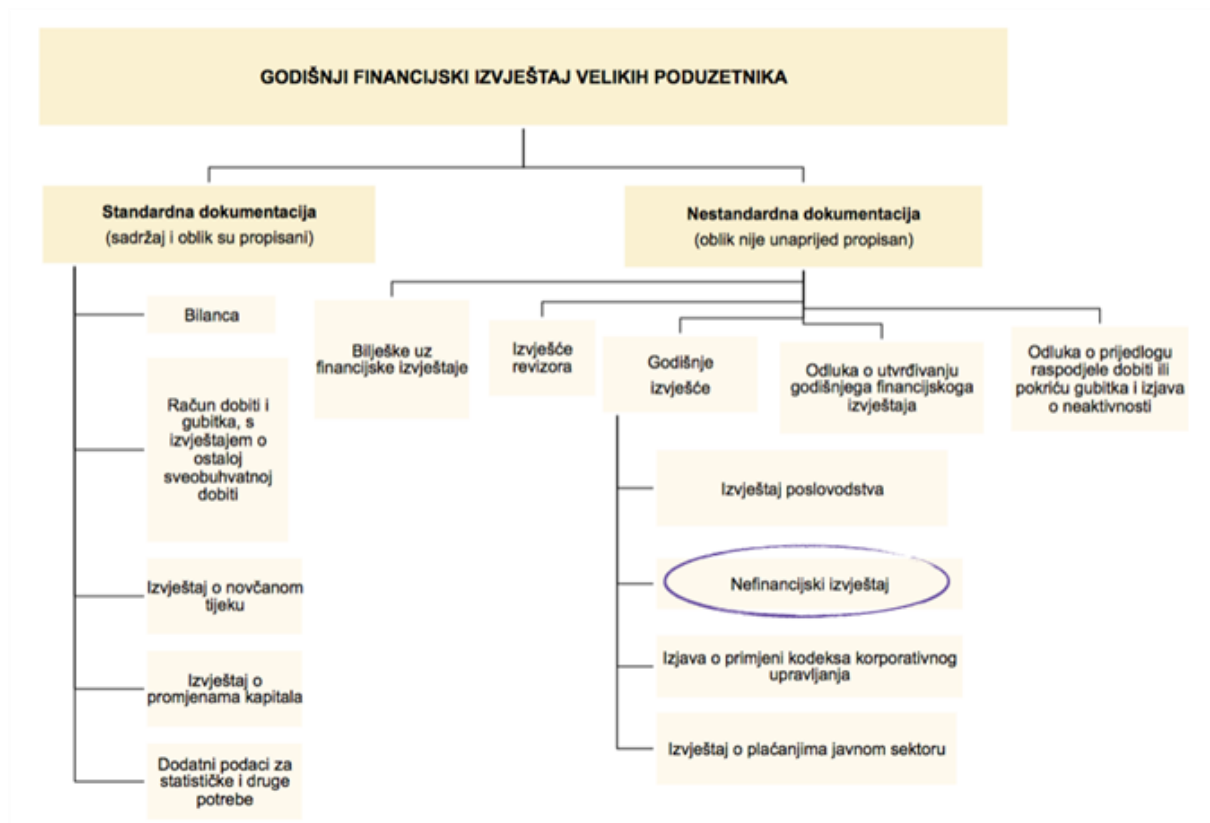 GODIŠNJI FINANCIJSKI IZVJEŠTAJ VELIKIH PODUZETNIKA
Standardna dokumentacija
(sadržaj i oblik su propisani)
Nestandardna dokumentacija
(oblik nije unaprijed propisan)
Bilanca
Račun dobiti i
gubitka, s
izvještajem o
ostaloj
sveobuhvatnoj
dobiti
Izvještaj o novčanom
tijeku
Izvještaj o
promjenama kapitala
Dodatni podaci za
statističke i druge
potrebe
Bilješke uz
financijske izvještaje
Izvješće
revizora
Godišnje
izvješće
Odluka o utvrđivanju
godišnjega financijskoga
izvještaja
Odluka o prijedlogu
raspodjele dobiti ili
pokriću gubitka i izjava
o neaktivnosti
Izvještaj poslovodstva
Nefinancijski izvještaj
Izjava o primjeni kodeksa korporativnog
upravljanja
Izvještaj o plaćanjima javnom sektoru